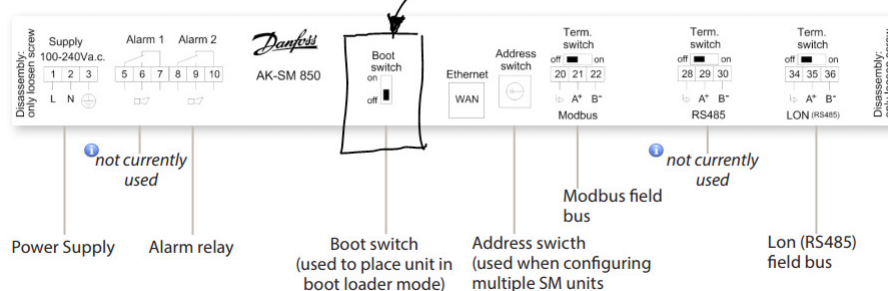 Disassembly:
only loosen screw
Supply
100-240Va.c.
1 2 3
L N
Alarm 1 Alarm 2
5 6 7 8 9 10
Danfoss
AK-SM 850
Boot
switch
on
off
Ethernet
WAN
Address
switch
Term.
switch
off on
20 21 22
A+ B-
Modbus
Term.
switch
off on
28 29 30
A+ B-
RS485
Term.
switch
off on
34 35 36
A+ B-
LON (RS485)
Disassembly:
only loosen screw
i not currently
used
i not currently
used
Power Supply
Alarm relay
Boot switch
(used to place unit in
boot loader mode)
Address swicth
(used when configuring
multiple SM units
Modbus field
bus
Lon (RS485)
field bus